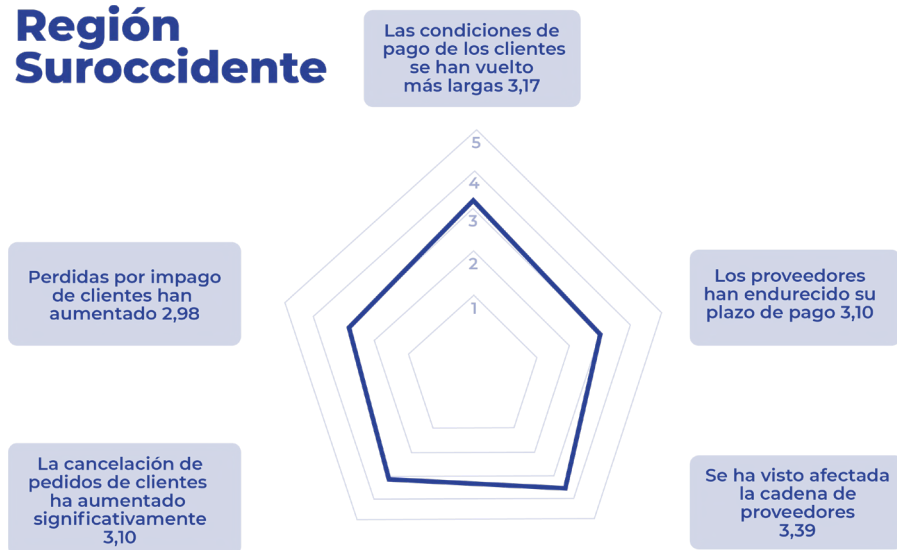 Región
Suroccidente
Las condiciones de
pago de los clientes
se han vuelto
más largas 3,17
5
4
3
2
1
Perdidas por impago
de clientes han
aumentado 2,98
Los proveedores
han endurecido su
plazo de pago 3,10
La cancelación de
pedidos de clientes
ha aumentado
significativamente
3,10
Se ha visto afectada
la cadena de
proveedores
3,39